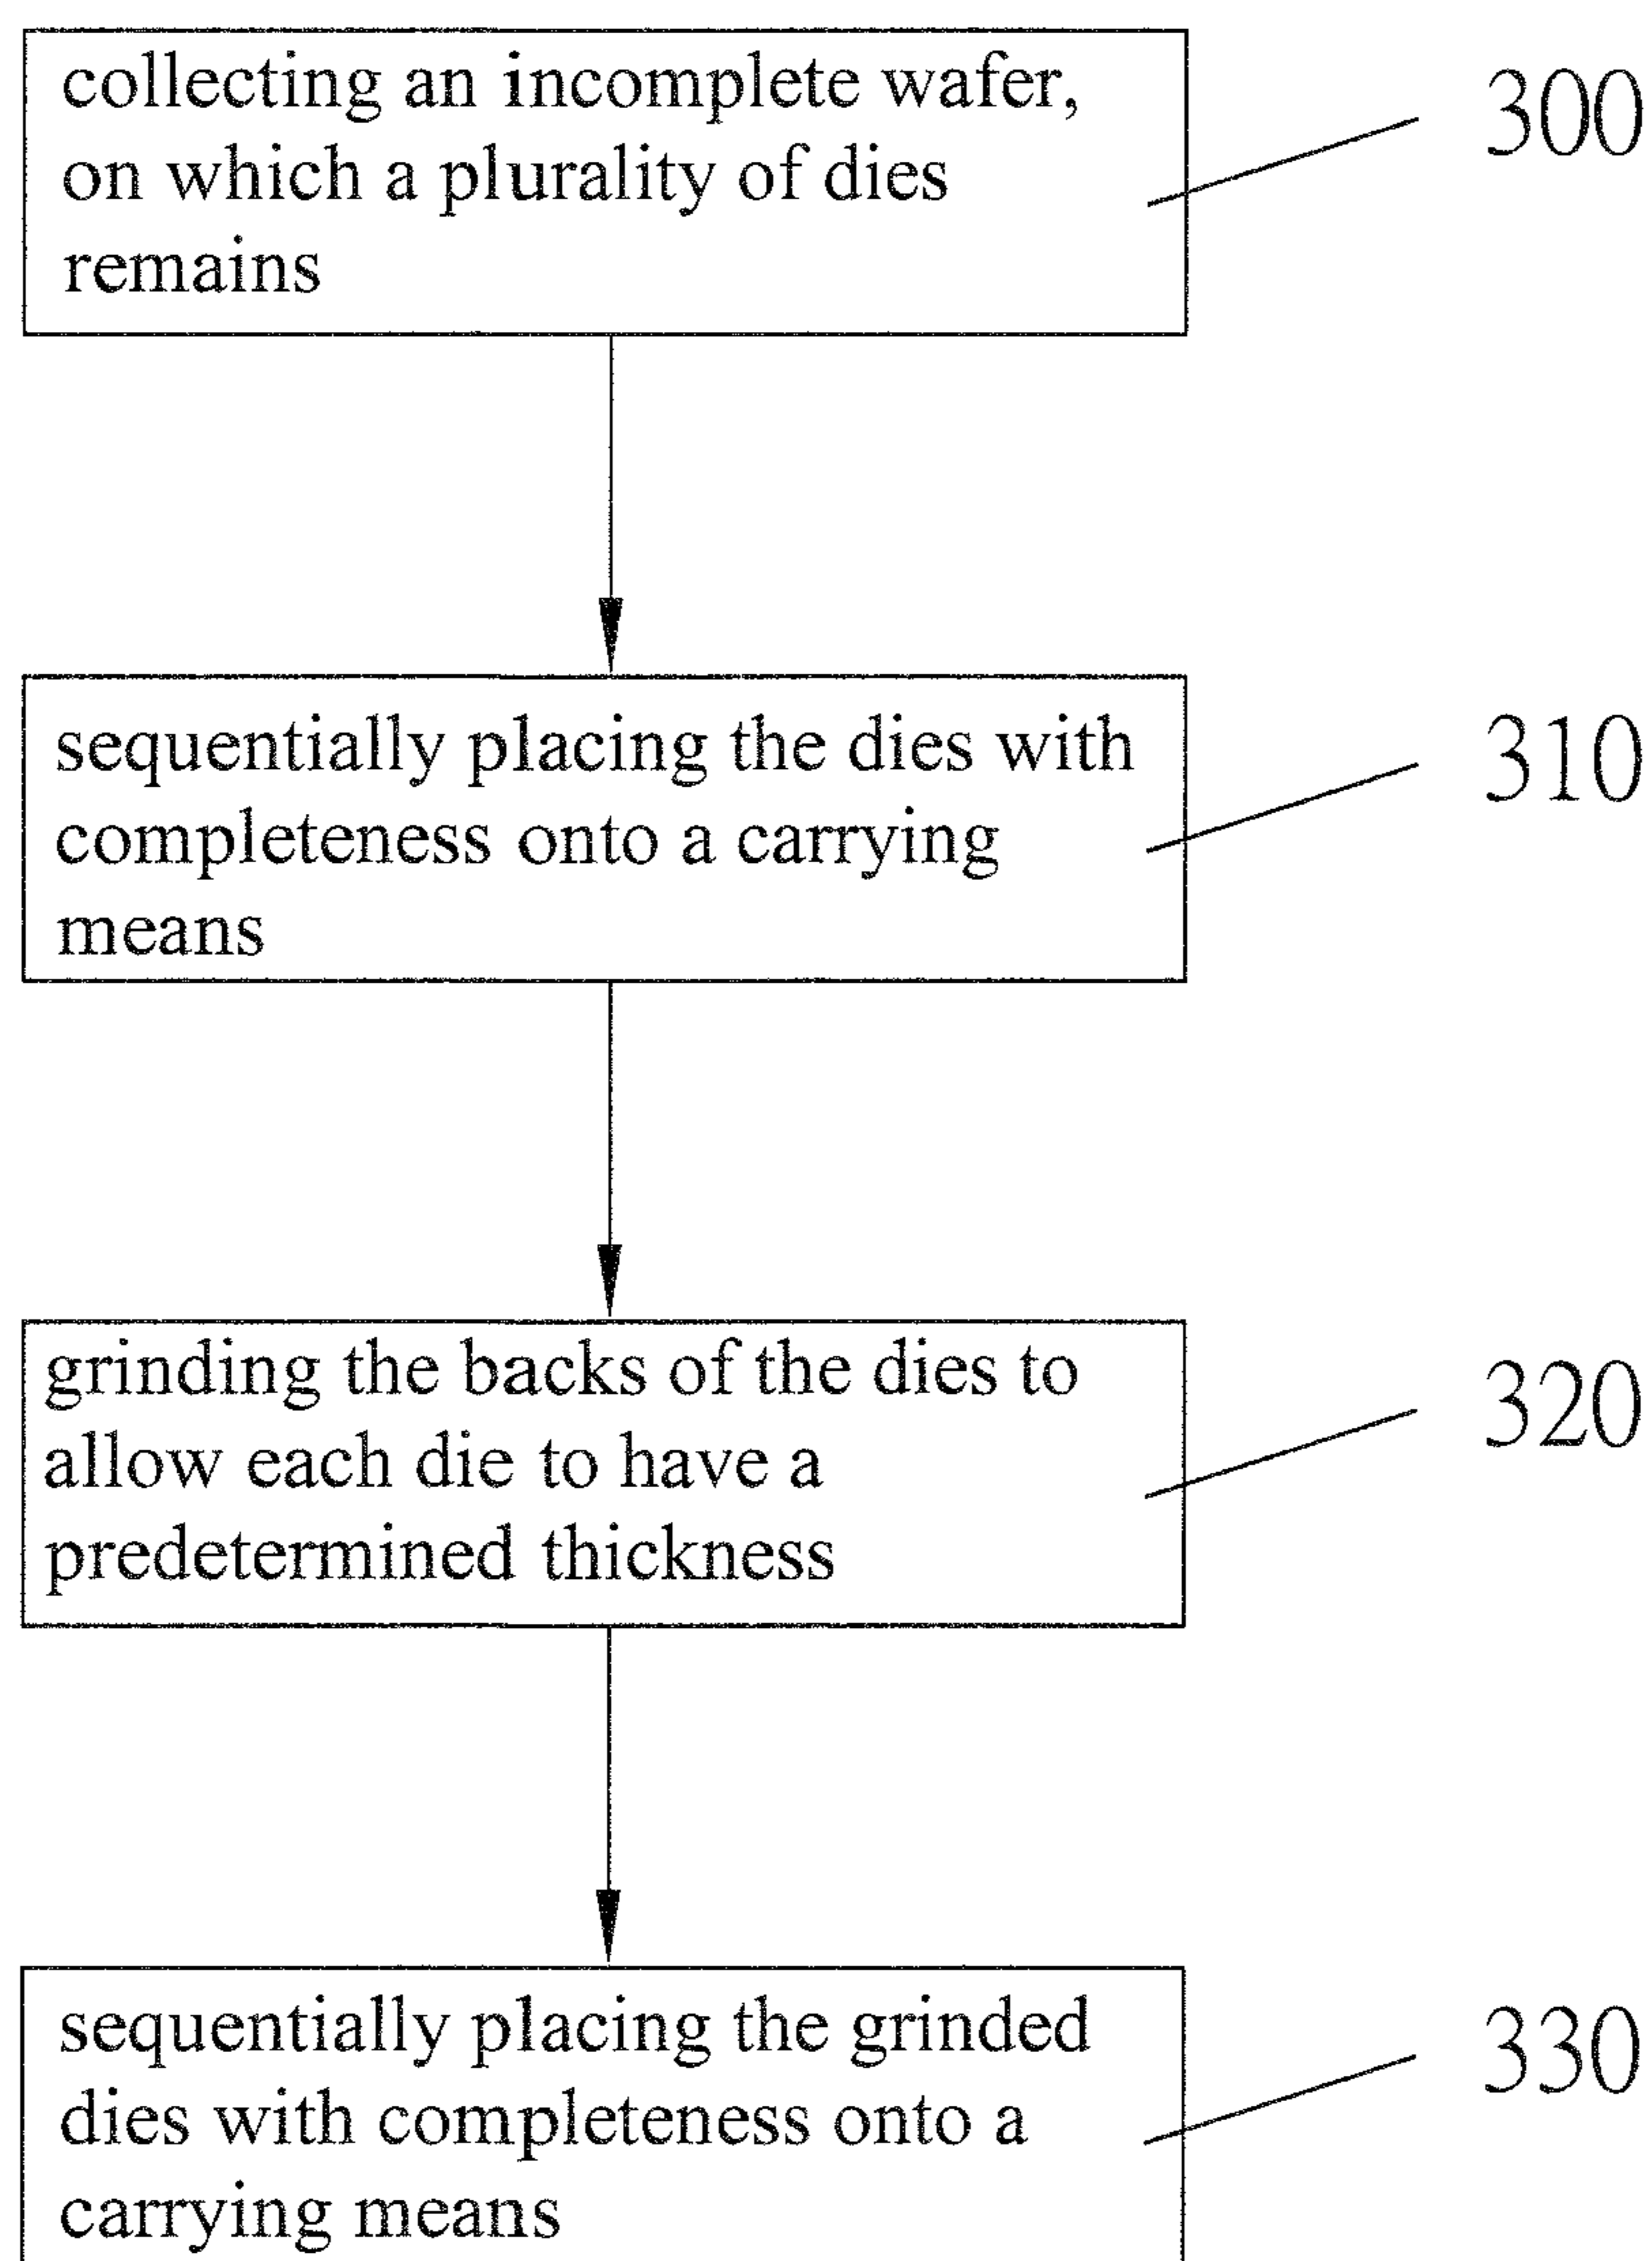 collecting an incomplete wafer,
on which a plurality of dies
remains
300
sequentially placing the dies with
completeness onto a carrying
means
310
grinding the backs of the dies to
allow each die to have a
predetermined thickness
320
sequentially placing the grinded
dies with completeness onto a
carrying means
330